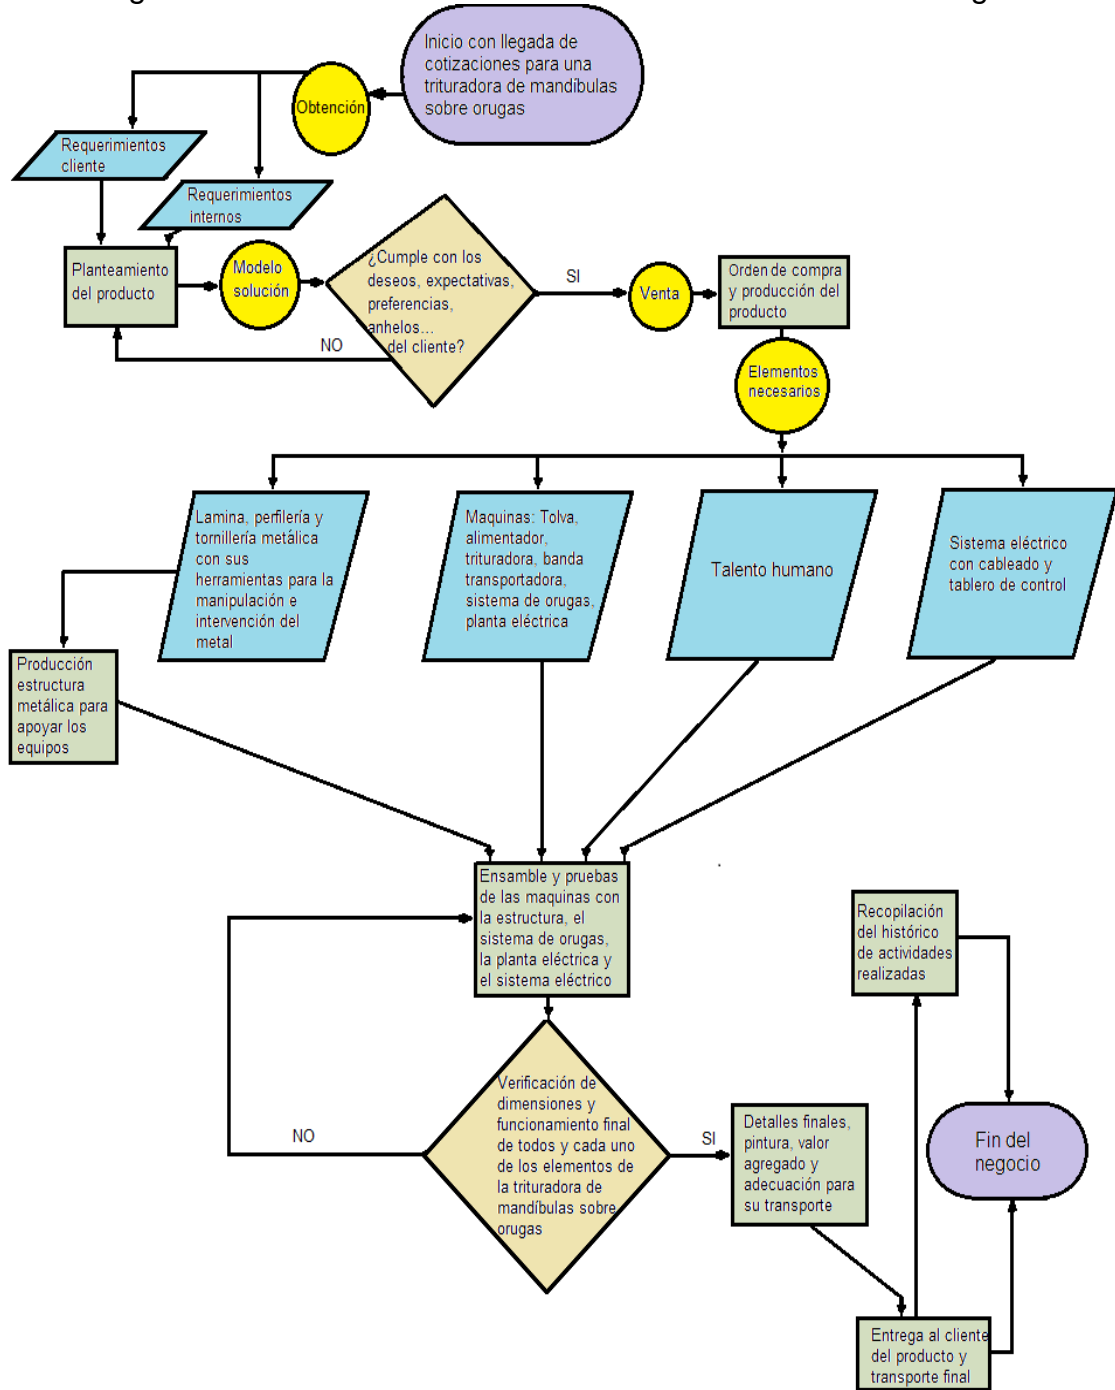 Inicio con llegada de
cotizaciones para una
trituradora de mandíbulas
sobre orugas
Obtención
Requerimientos
cliente
Requerimientos
internos
Planteamiento
del producto
Modelo
solución
¿Cumple con los
deseos, expectativas,
preferencias,
anhelos...
del cliente?
SI
NO
Venta
Orden de compra
y producción del
producto
Elementos
necesarios
Lamina, perfilería y
tornillería metálica
con sus
herramientas para la
manipulación e
intervención del
metal
Maquinas: Tolva,
alimentador,
trituradora, banda
transportadora,
sistema de orugas,
planta eléctrica
Talento humano
Sistema eléctrico
con cableado y
tablero de control
Producción
estructura
metálica para
apoyar los
equipos
Ensamble y pruebas
de las maquinas con
la estructura, el
sistema de orugas,
la planta eléctrica y
el sistema eléctrico
Recopilación
del histórico
de actividades
realizadas
Verificación de
dimensiones y
funcionamiento final
de todos y cada uno
de los elementos de
la trituradora de
mandíbulas sobre
orugas
NO
SI
Detalles finales,
pintura, valor
agregado y
adecuación para
su transporte
Fin del
negocio
Entrega al cliente
del producto y
transporte final